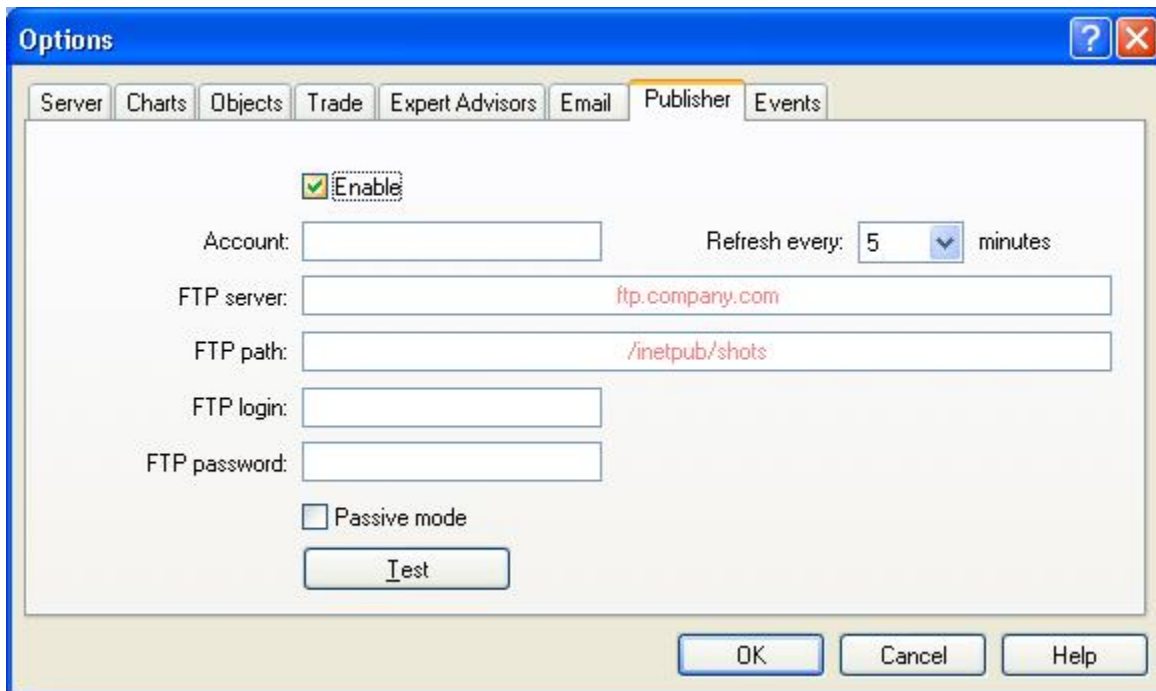 Options
Server Charts Objects Trade Expert Advisors Email Publisher Events
Enable
Account: Refresh every: 5 minutes
FTP server: ftp.company.com
FTP path: /inetpub/shots
FTP login:
FTP password:
Passive mode
Test
OK Cancel Help